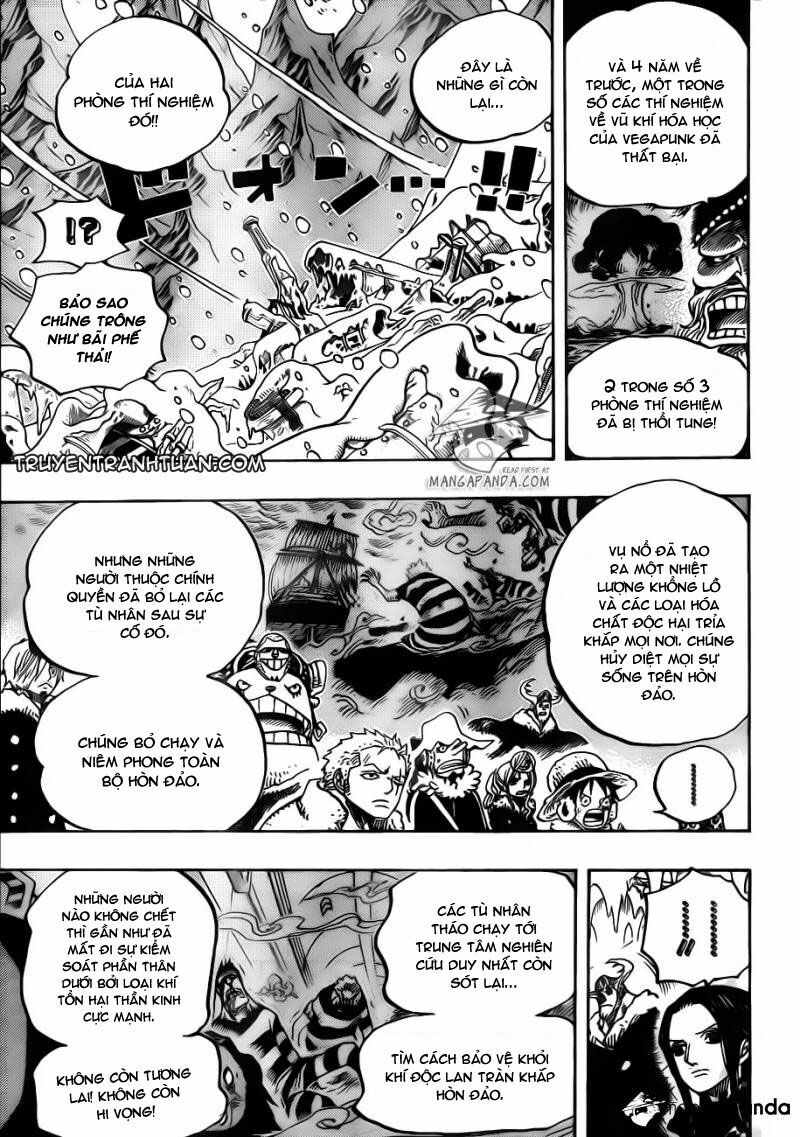 VÀ 4 NĂM VỀ
TRƯỚC, MỘT TRONG
SỐ CÁC THÍ NGHIỆM
VỀ VŨ KHÍ HÓA HỌC
CỦA VEGAPUNK ĐÃ
THẤT BẠI.
2 TRONG SỐ 3
PHÒNG THÍ NGHIỆM
ĐÃ BỊ THỔI TUNG!
ĐÂY LÀ
NHỮNG GÌ CÒN
LẠI...
CỦA HAI
PHÒNG THÍ NGHIỆM
ĐÓ!!
ドオン...!!
!?
BẢO SAO
CHÚNG TRÔNG
NHƯ BÃI PHẾ
THẢI!
TRUYENTRANHTUAN.COM
READ FIRST AT
MANGAPANDA.COM
VỤ NỔ ĐÃ TẠO
RA MỘT NHIỆT
LƯỢNG KHỔNG LỒ
VÀ CÁC LOẠI HÓA
CHẤT ĐỘC HẠI TRÍA
KHẮP MỌI NƠI. CHÚNG
HỦY DIỆT MỌI SỰ
SỐNG TRÊN HÒN
ĐẢO.
NHƯNG NHỮNG
NGƯỜI THUỘC CHÍNH
QUYỀN ĐÃ BỎ LẠI CÁC
TÙ NHÂN SAU SỰ
CỐ ĐÓ.
CHÚNG BỎ CHẠY VÀ
NIÊM PHONG TOÀN
BỘ HÒN ĐẢO.
CÁC TÙ NHÂN
THÁO CHẠY TỚI
TRUNG TÂM NGHIÊN
CỨU DUY NHẤT CÒN
SÓT LẠI...
TÌM CÁCH BẢO VỆ KHỎI
KHÍ ĐỘC LAN TRÀN KHẮP
HÒN ĐẢO.
NHỮNG NGƯỜI
NÀO KHÔNG CHẾT
THÌ GẦN NHƯ ĐÃ
MẤT ĐI SỰ KIỂM
SOÁT PHẦN THÂN
DƯỚI BỞI LOẠI KHÍ
TỔN HẠI THẦN KINH
CỰC MẠNH.
KHÔNG CÒN TƯƠNG
LAI! KHÔNG CÒN
HI VỌNG!